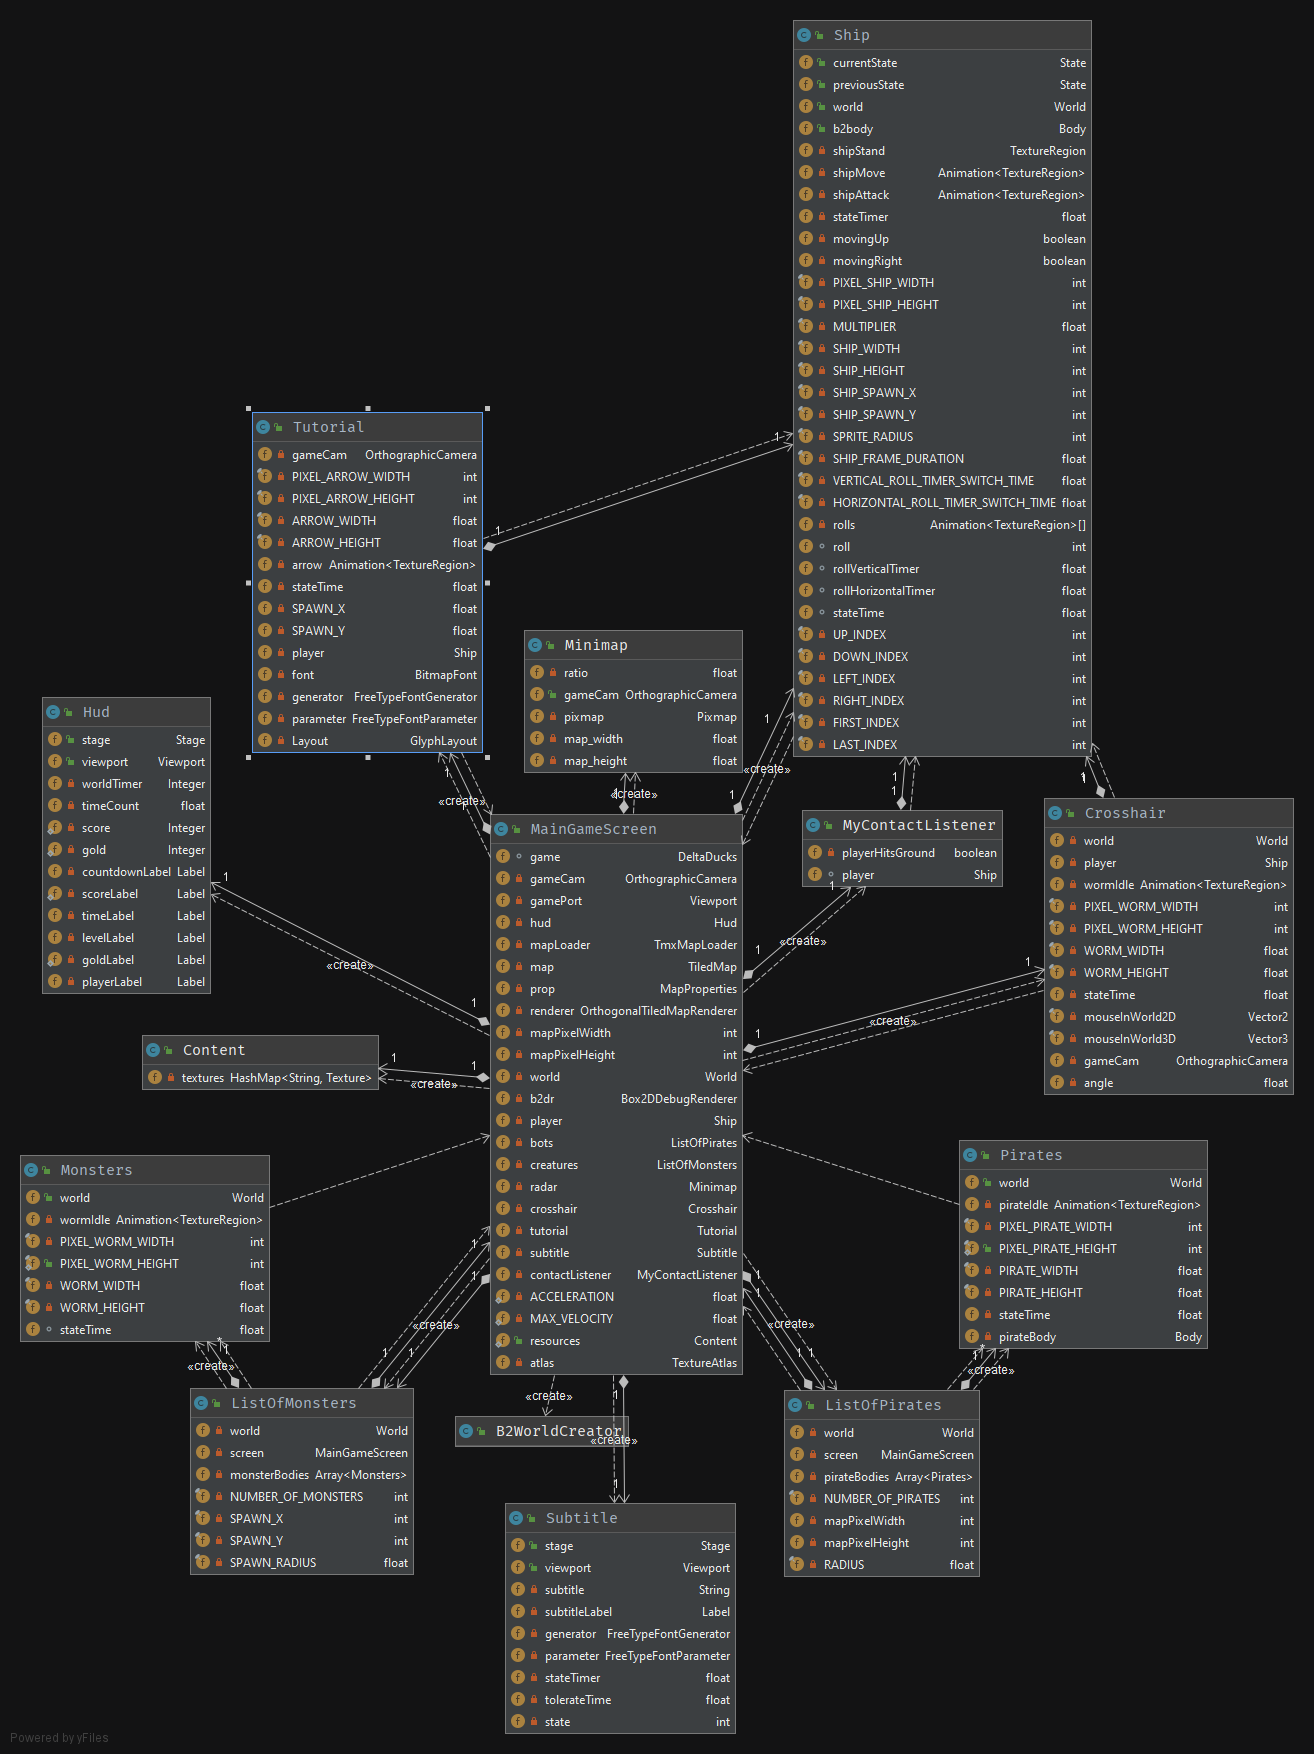 Ship
currentState State
previousState State
world World
b2body Body
shipStand TextureRegion
shipMove Animation<TextureRegion>
shipAttack Animation<TextureRegion>
stateTimer float
movingUp boolean
movingRight boolean
PIXEL_SHIP_WIDTH int
PIXEL_SHIP_HEIGHT int
MULTIPLIER float
SHIP_WIDTH int
SHIP_HEIGHT int
SHIP_SPAWN_X int
SHIP_SPAWN_Y int
SPRITE_RADIUS int
SHIP_FRAME_DURATION float
VERTICAL_ROLL_TIMER_SWITCH_TIME float
HORIZONTAL_ROLL_TIMER_SWITCH_TIME float
rolls Animation<TextureRegion>[]
roll int
rollVerticalTimer float
rollHorizontalTimer float
stateTime float
UP_INDEX int
DOWN_INDEX int
LEFT_INDEX int
RIGHT_INDEX int
FIRST_INDEX int
LAST_INDEX int
Tutorial
gameCam OrthographicCamera
PIXEL_ARROW_WIDTH int
PIXEL_ARROW_HEIGHT int
ARROW_WIDTH float
ARROW_HEIGHT float
arrow Animation<TextureRegion>
stateTime float
SPAWN_X float
SPAWN_Y float
player Ship
font BitmapFont
generator FreeTypeFontGenerator
parameter FreeTypeFontParameter
Layout GlyphLayout
1
1
Minimap
ratio float
gameCam OrthographicCamera
pixmap Pixmap
map_width float
map_height float
Hud
stage Stage
viewport Viewport
worldTimer Integer
timeCount float
score Integer
gold Integer
countdownLabel Label
scoreLabel Label
timeLabel Label
levelLabel Label
goldLabel Label
playerLabel Label
1
«create»
1
1
1
«create»
1
1
«create»
1
«create»
1
1
1
MainGameScreen
game DeltaDucks
gameCam OrthographicCamera
gamePort Viewport
hud Hud
mapLoader TmxMapLoader
map TiledMap
prop MapProperties
renderer OrthogonalTiledMapRenderer
mapPixelWidth int
mapPixelHeight int
world World
b2dr Box2DDebugRenderer
player Ship
bots ListOfPirates
creatures ListOfMonsters
radar Minimap
crosshair Crosshair
tutorial Tutorial
subtitle Subtitle
contactListener MyContactListener
ACCELERATION float
MAX_VELOCITY float
resources Content
atlas TextureAtlas
MyContactListener
playerHitsGround boolean
player Ship
1
«create»
1
Crosshair
world World
player Ship
wormIdle Animation<TextureRegion>
PIXEL_WORM_WIDTH int
PIXEL_WORM_HEIGHT int
WORM_WIDTH float
WORM_HEIGHT float
stateTime float
mouseInWorld2D Vector2
mouseInWorld3D Vector3
gameCam OrthographicCamera
angle float
1
«create»
1
Content
textures HashMap<String, Texture>
1
«create»
Monsters
world World
wormIdle Animation<TextureRegion>
PIXEL_WORM_WIDTH int
PIXEL_WORM_HEIGHT int
WORM_WIDTH float
WORM_HEIGHT float
stateTime float
Pirates
world World
pirateIdle Animation<TextureRegion>
PIXEL_PIRATE_WIDTH int
PIXEL_PIRATE_HEIGHT int
PIRATE_WIDTH float
PIRATE_HEIGHT float
stateTime float
pirateBody Body
*
1
«create»
1
1
«create»
1
1
1
1
«create»
1
*
1
«create»
ListOfMonsters
world World
screen MainGameScreen
monsterBodies Array<Monsters>
NUMBER_OF_MONSTERS int
SPAWN_X int
SPAWN_Y int
SPAWN_RADIUS float
«create»
B2WorldCreator
1
«create»
1
ListOfPirates
world World
screen MainGameScreen
pirateBodies Array<Pirates>
NUMBER_OF_PIRATES int
mapPixelWidth int
mapPixelHeight int
RADIUS float
Subtitle
stage Stage
viewport Viewport
subtitle String
subtitleLabel Label
generator FreeTypeFontGenerator
parameter FreeTypeFontParameter
stateTimer float
tolerateTime float
state int
Powered by yFiles